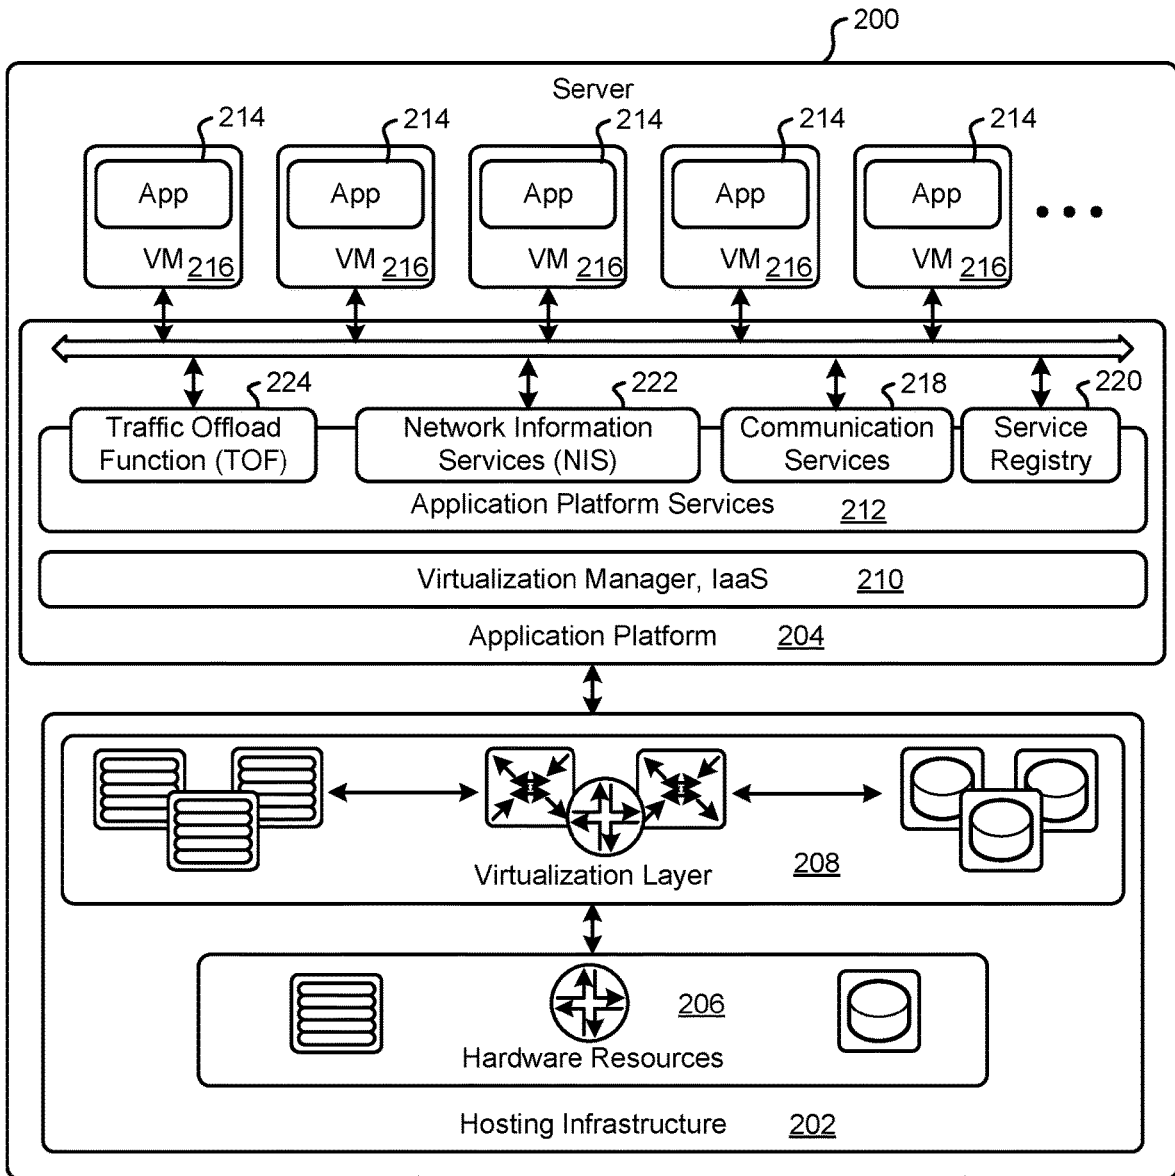 200
Server
214 214 214 214 214
App App App App App
VM 216 VM 216 VM 216 VM 216 VM 216
224 222 218 220
Traffic Offload
Function (TOF)
Network Information
Services (NIS)
Communication
Services
Service
Registry
Application Platform Services 212
Virtualization Manager, IaaS 210
Application Platform 204
Virtualization Layer 208
206
Hardware Resources
Hosting Infrastructure 202